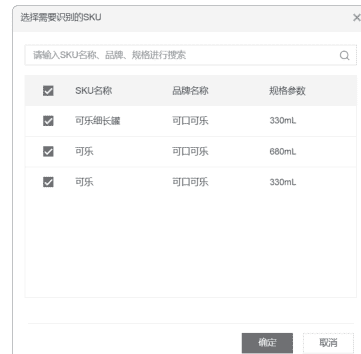 选择需要识别的SKU
请输入SKU名称、品牌、规格进行搜索
SKU名称 品牌名称 规格参数
可乐细长罐 可口可乐 330mL
可乐 可口可乐 680mL
可乐 可口可乐 330mL
确定 取消